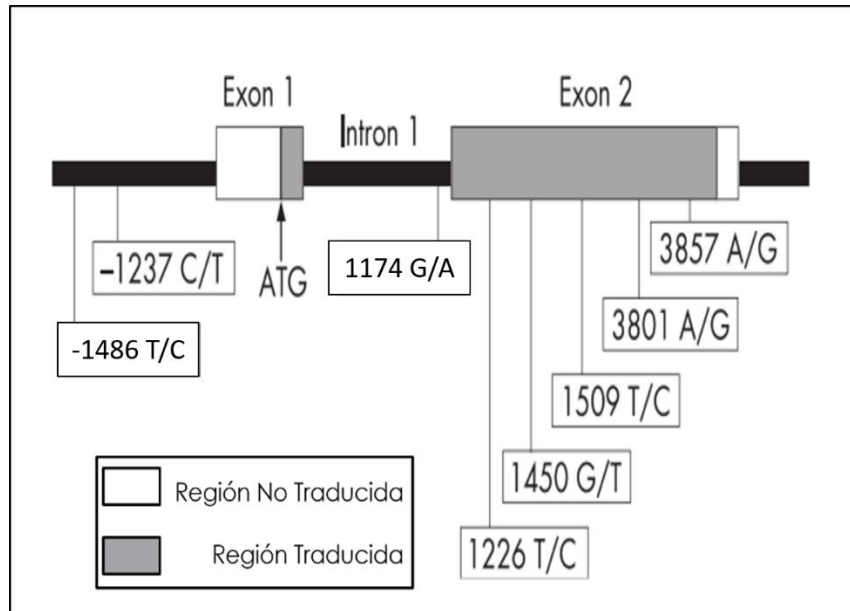 Exon 1
Intron 1
Exon 2
–1237 C/T
ATG
1174 G/A
3857 A/G
-1486 T/C
3801 A/G
1509 T/C
1450 G/T
1226 T/C
Región No Traducida
Región Traducida